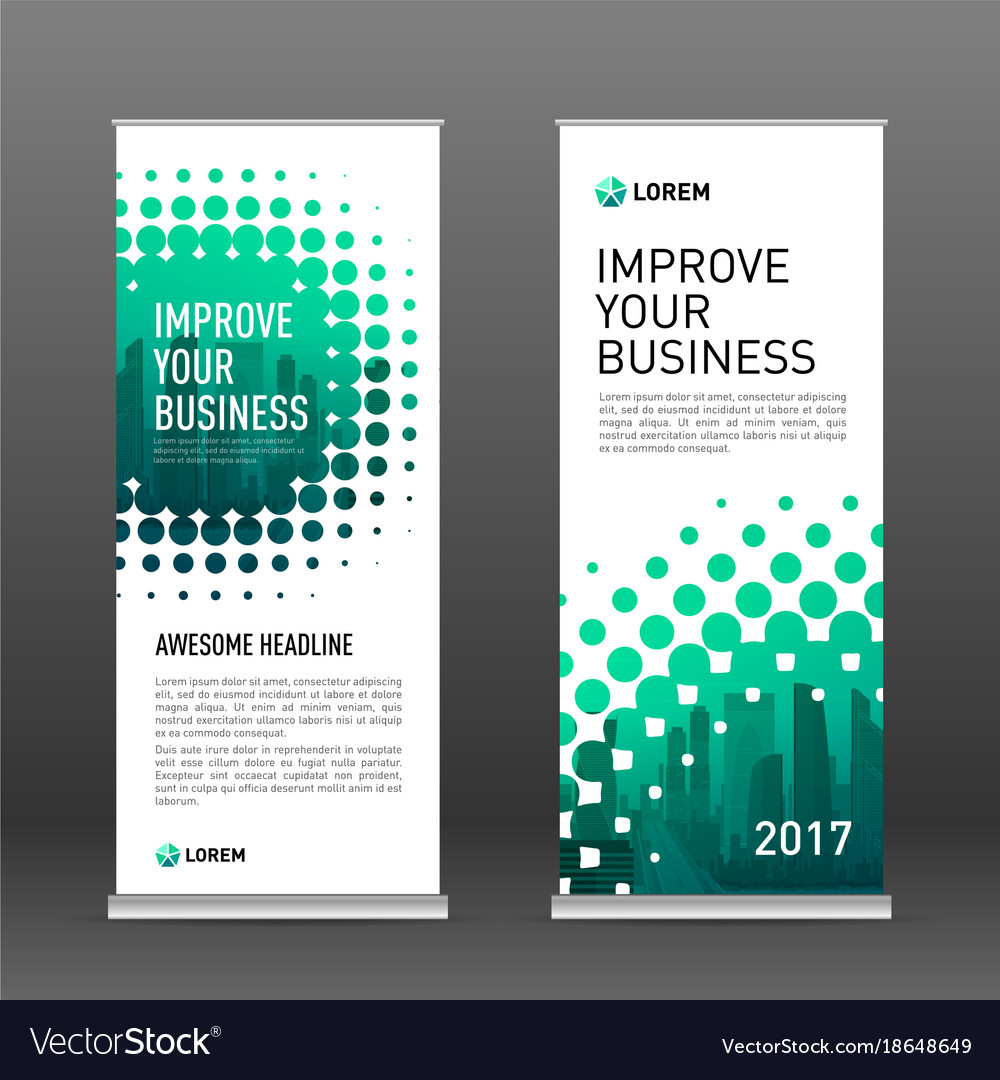 IMPROVE
YOUR
BUSINESS
Lorem ipsum dolor sit amet, consectetur
adipiscing elit, sed do eiusmod tempor incididunt ut
labore et dolore magna aliqua.
AWESOME HEADLINE
Lorem ipsum dolor sit amet, consectetur
adipiscing elit, sed do eiusmod tempor
incididunt ut labore et dolore magna aliqua.
Ut enim ad minim veniam, quis nostrud
exercitation ullamco laboris nisi ut aliquip ex
ea commodo consequat.
Duis aute irure dolor in reprehenderit in voluptate
velit esse cillum dolore eu fugiat nulla pariatur.
Excepteur sint occaecat cupidatat non proident,
sunt in culpa qui officia deserunt mollit anim id est
laborum.
LOREM
LOREM
IMPROVE
YOUR
BUSINESS
Lorem ipsum dolor sit amet, consectetur adipiscing
elit, sed do eiusmod tempor incididunt ut labore et
dolore magna aliqua. Ut enim ad minim veniam, quis
nostrud exercitation ullamco laboris nisi ut aliquip
ex ea commodo consequat.
2017
VectorStock®
VectorStock.com/18648649